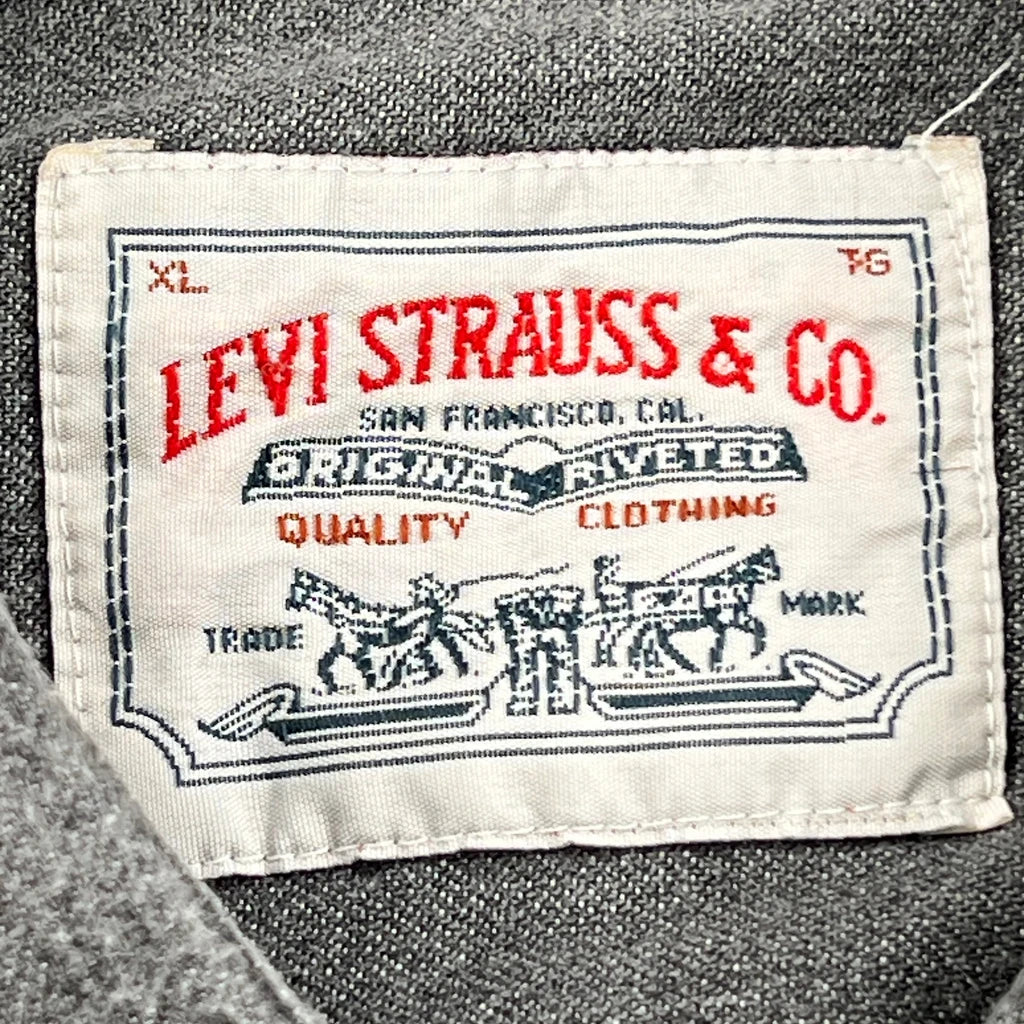 XL TG
LEVI STRAUSS & CO.
SAN FRANCISCO, CAL.
ORIGINAL RIVETED
QUALITY CLOTHING
TRADE MARK